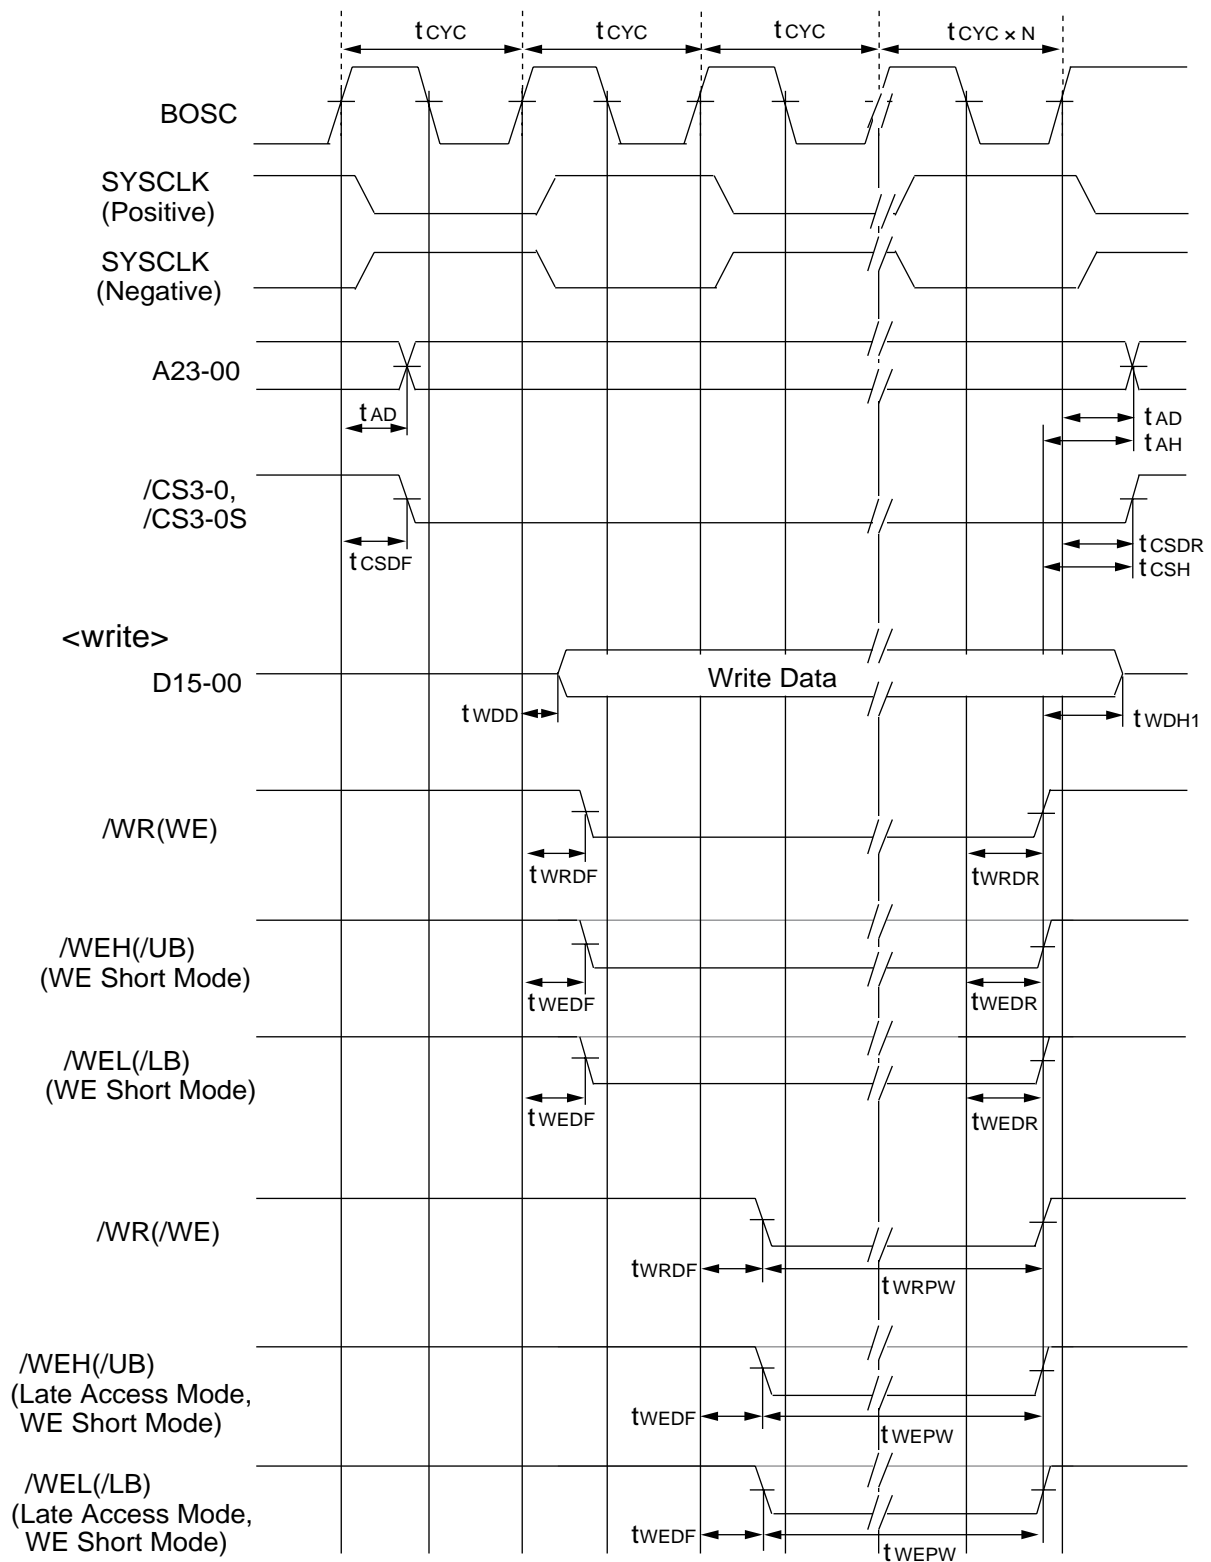 tCYC tCYC tCYC tCYC × N
BOSC
SYSCLK
(Positive)
SYSCLK
(Negative)
A23-00
tAD tAD
tAH
/CS3-0,
/CS3-0S
tCSDF tCSDR
tCSH
<write>
D15-00 Write Data
tWDD tWDH1
/WR(WE)
tWRDF tWRDR
/WEH(/UB)
(WE Short Mode)
tWEDF tWEDR
/WEL(/LB)
(WE Short Mode)
tWEDF tWEDR
/WR(/WE)
tWRDF tWRPW
/WEH(/UB)
(Late Access Mode,
WE Short Mode)
tWEDF tWEPW
/WEL(/LB)
(Late Access Mode,
WE Short Mode)
tWEDF tWEPW